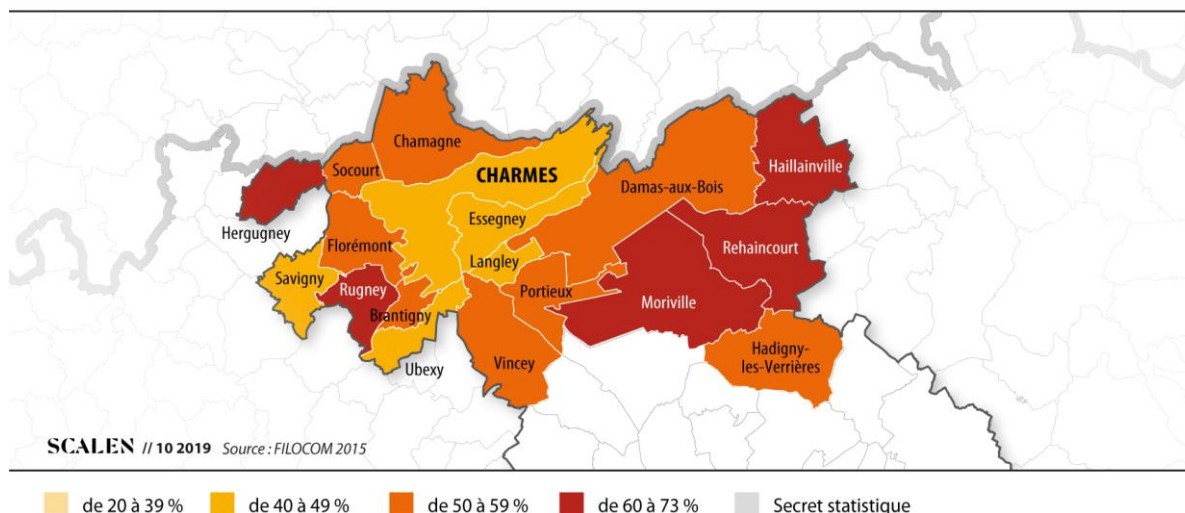 Chamagne
Socourt
CHARMES
Haillainville
Damas-aux-Bois
Essegney
Hergugney
Florémont
Rehaincourt
Langley
Savigny
Rugney
Portieux
Moriville
Brantigny
Hadigny-
les-Verrières
Vincey
Ubexy
SCALEN // 10 2019 Source : FILOCOM 2015
de 20 à 39 %
de 40 à 49 %
de 50 à 59 %
de 60 à 73 %
Secret statistique